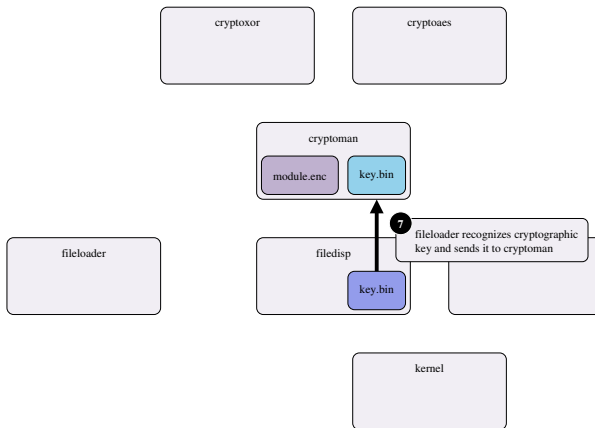 cryptoxor
cryptoaes
cryptoman
module.enc
key.bin
7
fileloader recognizes cryptographic
key and sends it to cryptoman
fileloader
filedisp
key.bin
kernel